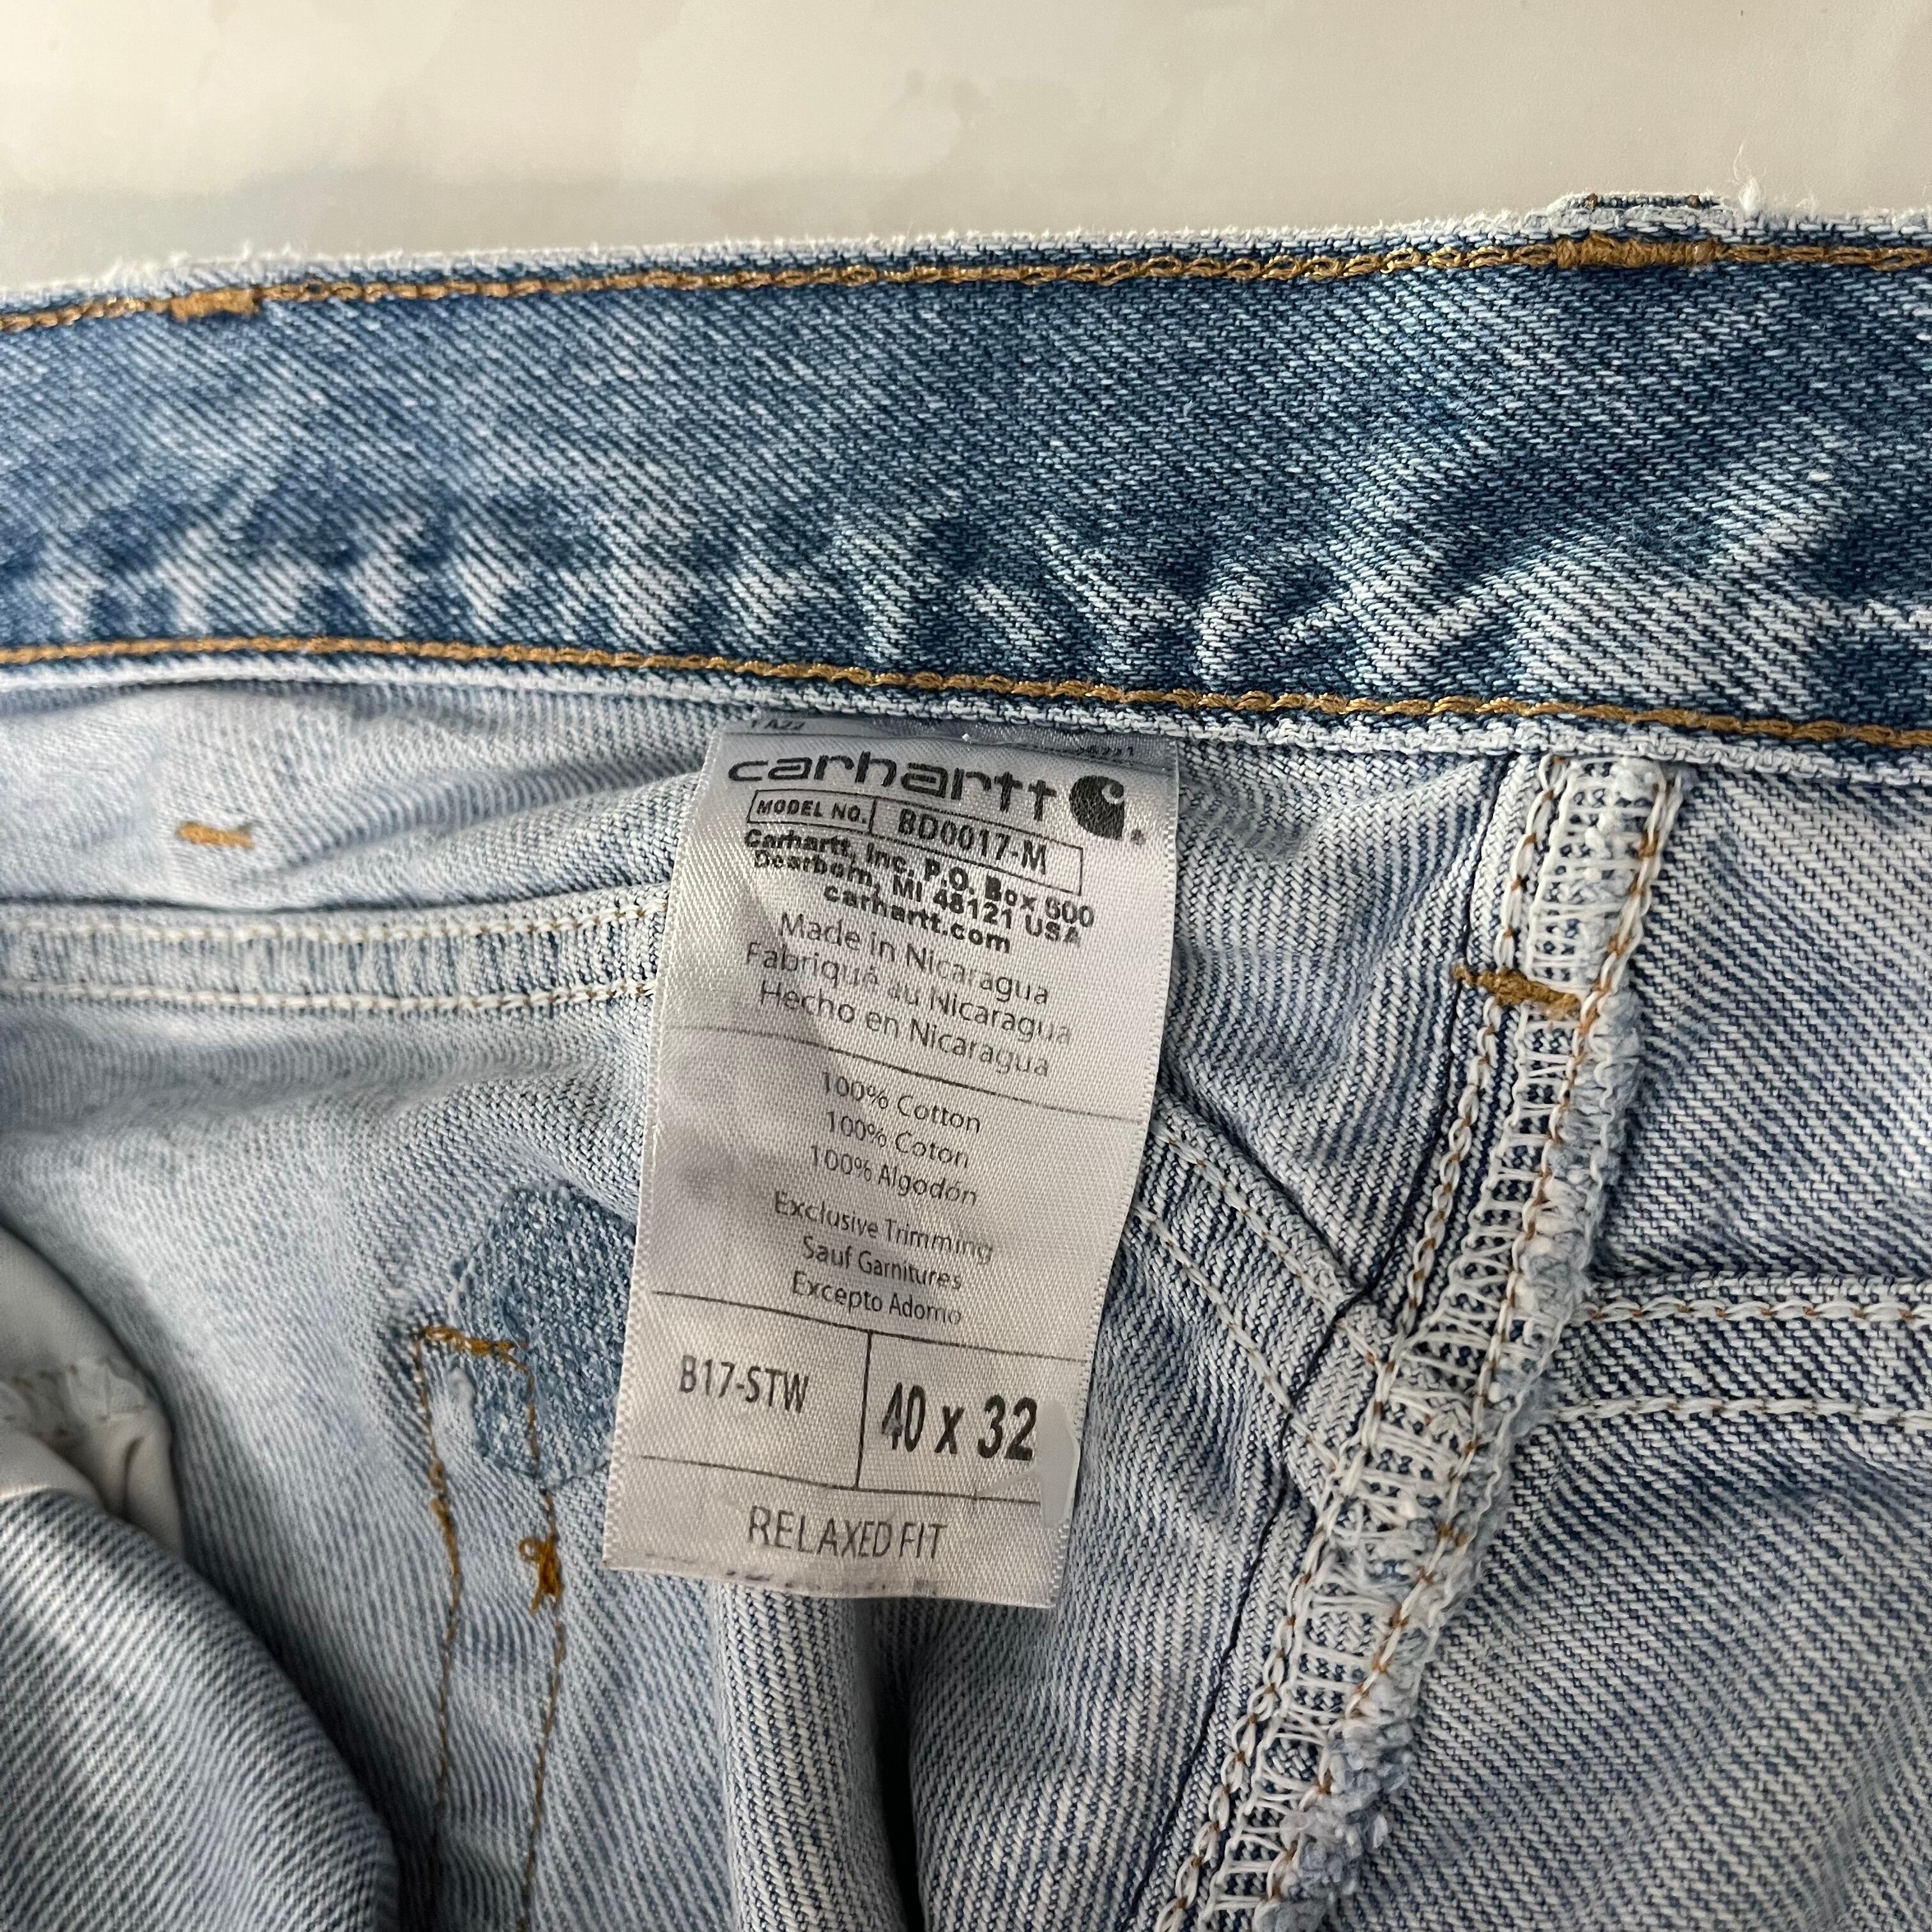 carhartt
MODEL NO. BD0017-M
Carhartt, Inc. P.O. Box 600
Dearborn, MI 48121 USA
carhartt.com
Made in Nicaragua
Fabriqué au Nicaragua
Hecho en Nicaragua
100% Cotton
100% Coton
100% Algodón
Exclusive Trimming
Sauf Garnitures
Excepto Adorno
B17-STW 40 x 32
RELAXED FIT